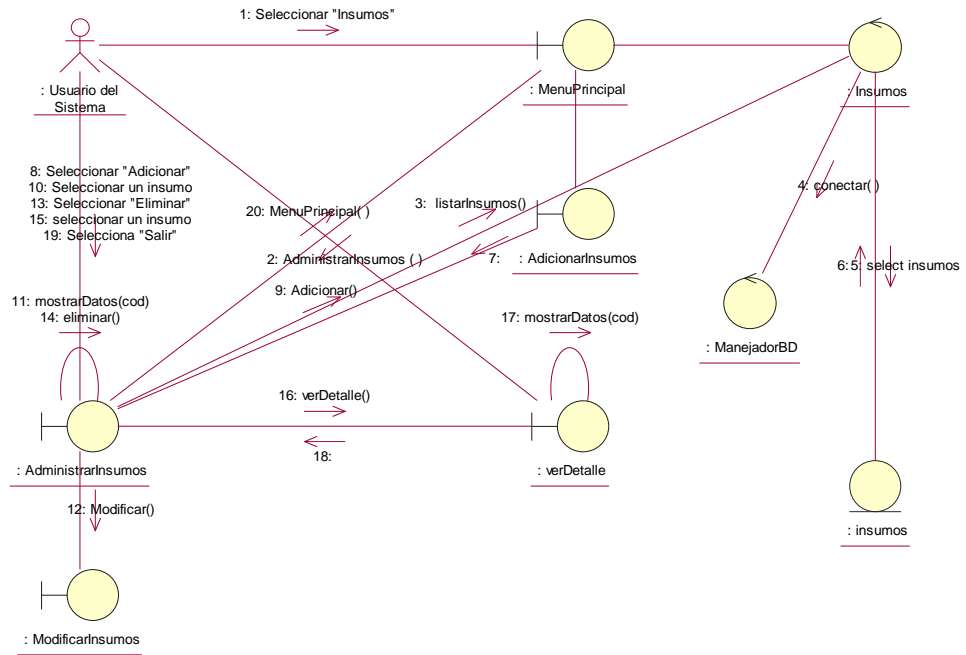 1: Seleccionar "Insumos"
: Usuario del
Sistema
: MenuPrincipal
: Insumos
8: Seleccionar "Adicionar"
10: Seleccionar un insumo
13: Seleccionar "Eliminar"
15: seleccionar un insumo
19: Selecciona "Salir"
20: MenuPrincipal( )
3: listarInsumos()
4: conectar( )
2: AdministrarInsumos ( )
7:
: AdicionarInsumos
6:
5: select insumos
9: Adicionar()
11: mostrarDatos(cod)
14: eliminar()
17: mostrarDatos(cod)
: ManejadorBD
16: verDetalle()
18:
: AdministrarInsumos
: verDetalle
12: Modificar()
: insumos
: ModificarInsumos